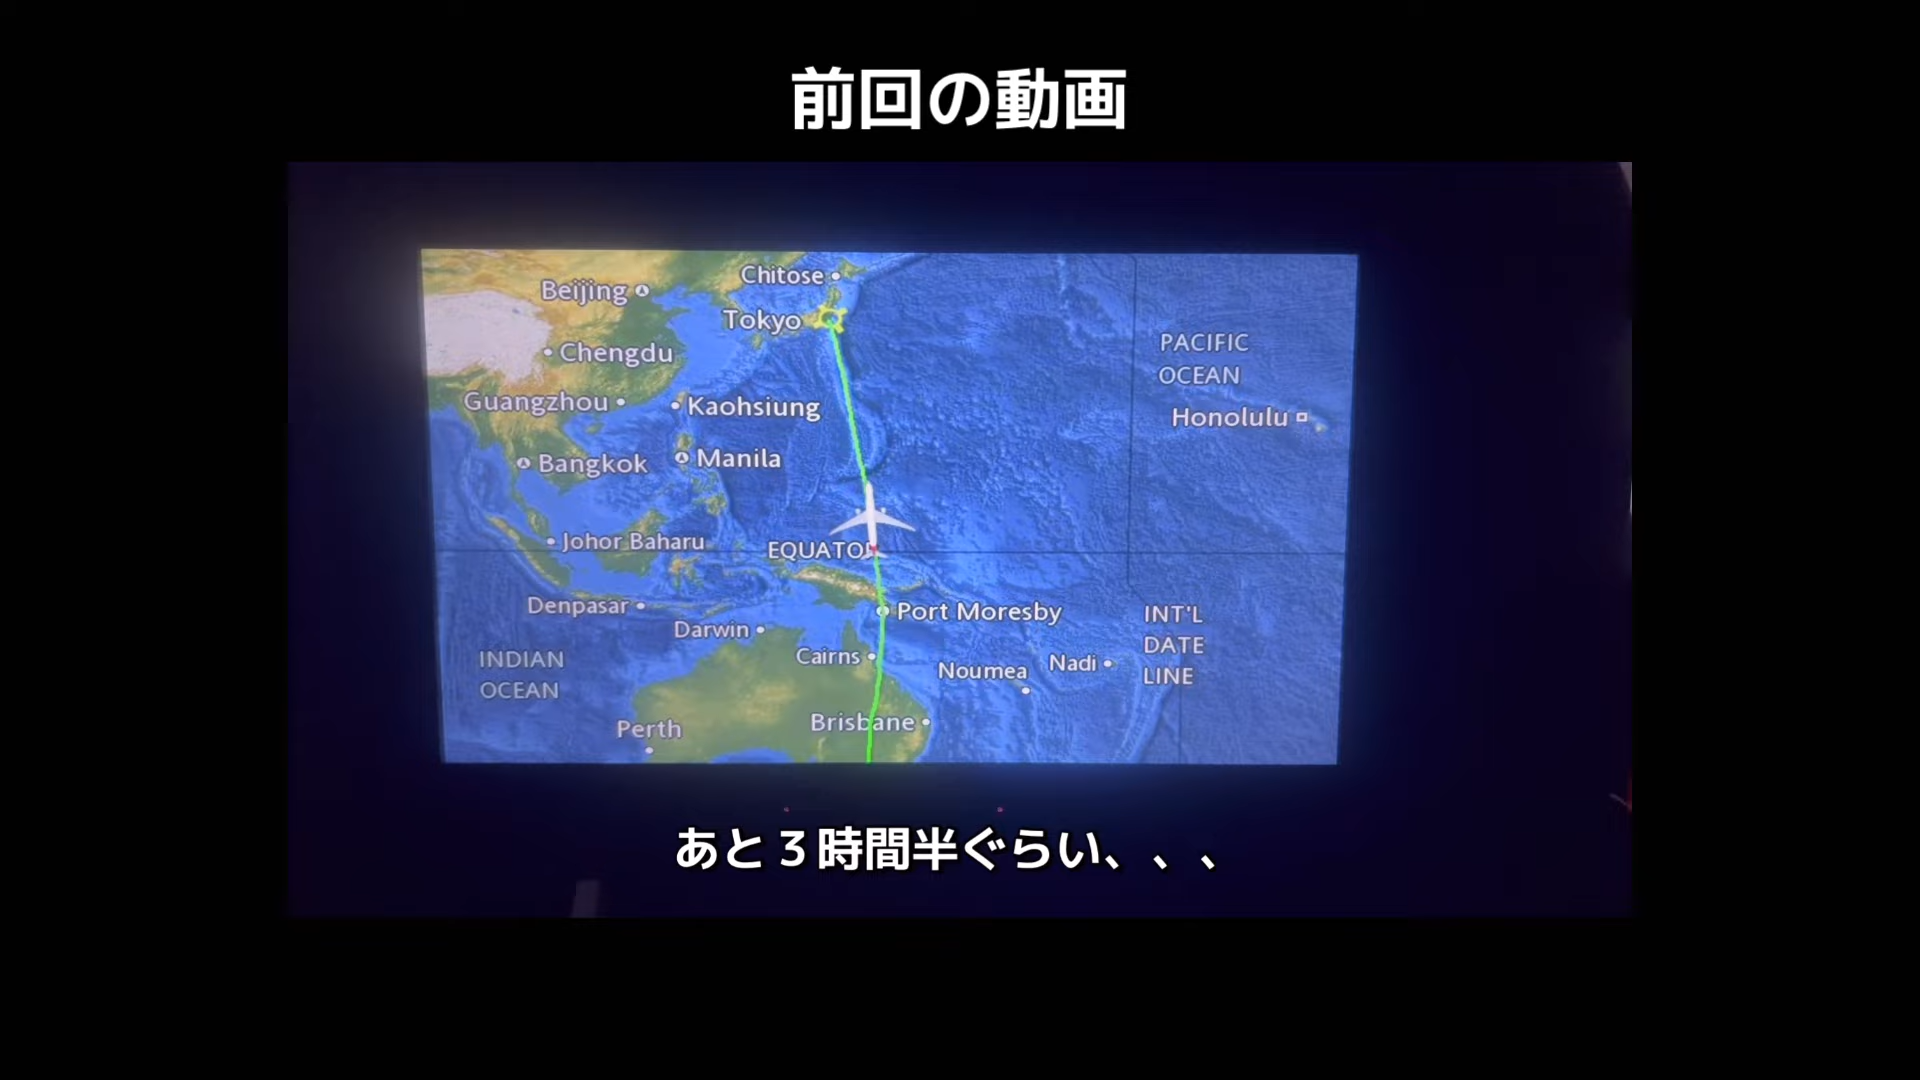 前回の動画
Chitose
Beijing
Tokyo
PACIFIC
OCEAN
Chengdu
Guangzhou
Kaohsiung
Honolulu
Bangkok
Manila
Johor Baharu
EQUATO
Denpasar
Port Moresby
INT'L
DATE
LINE
Darwin
Cairns
INDIAN
OCEAN
Noumea
Nadi
Perth
Brisbane
あと３時間半ぐらい、、、